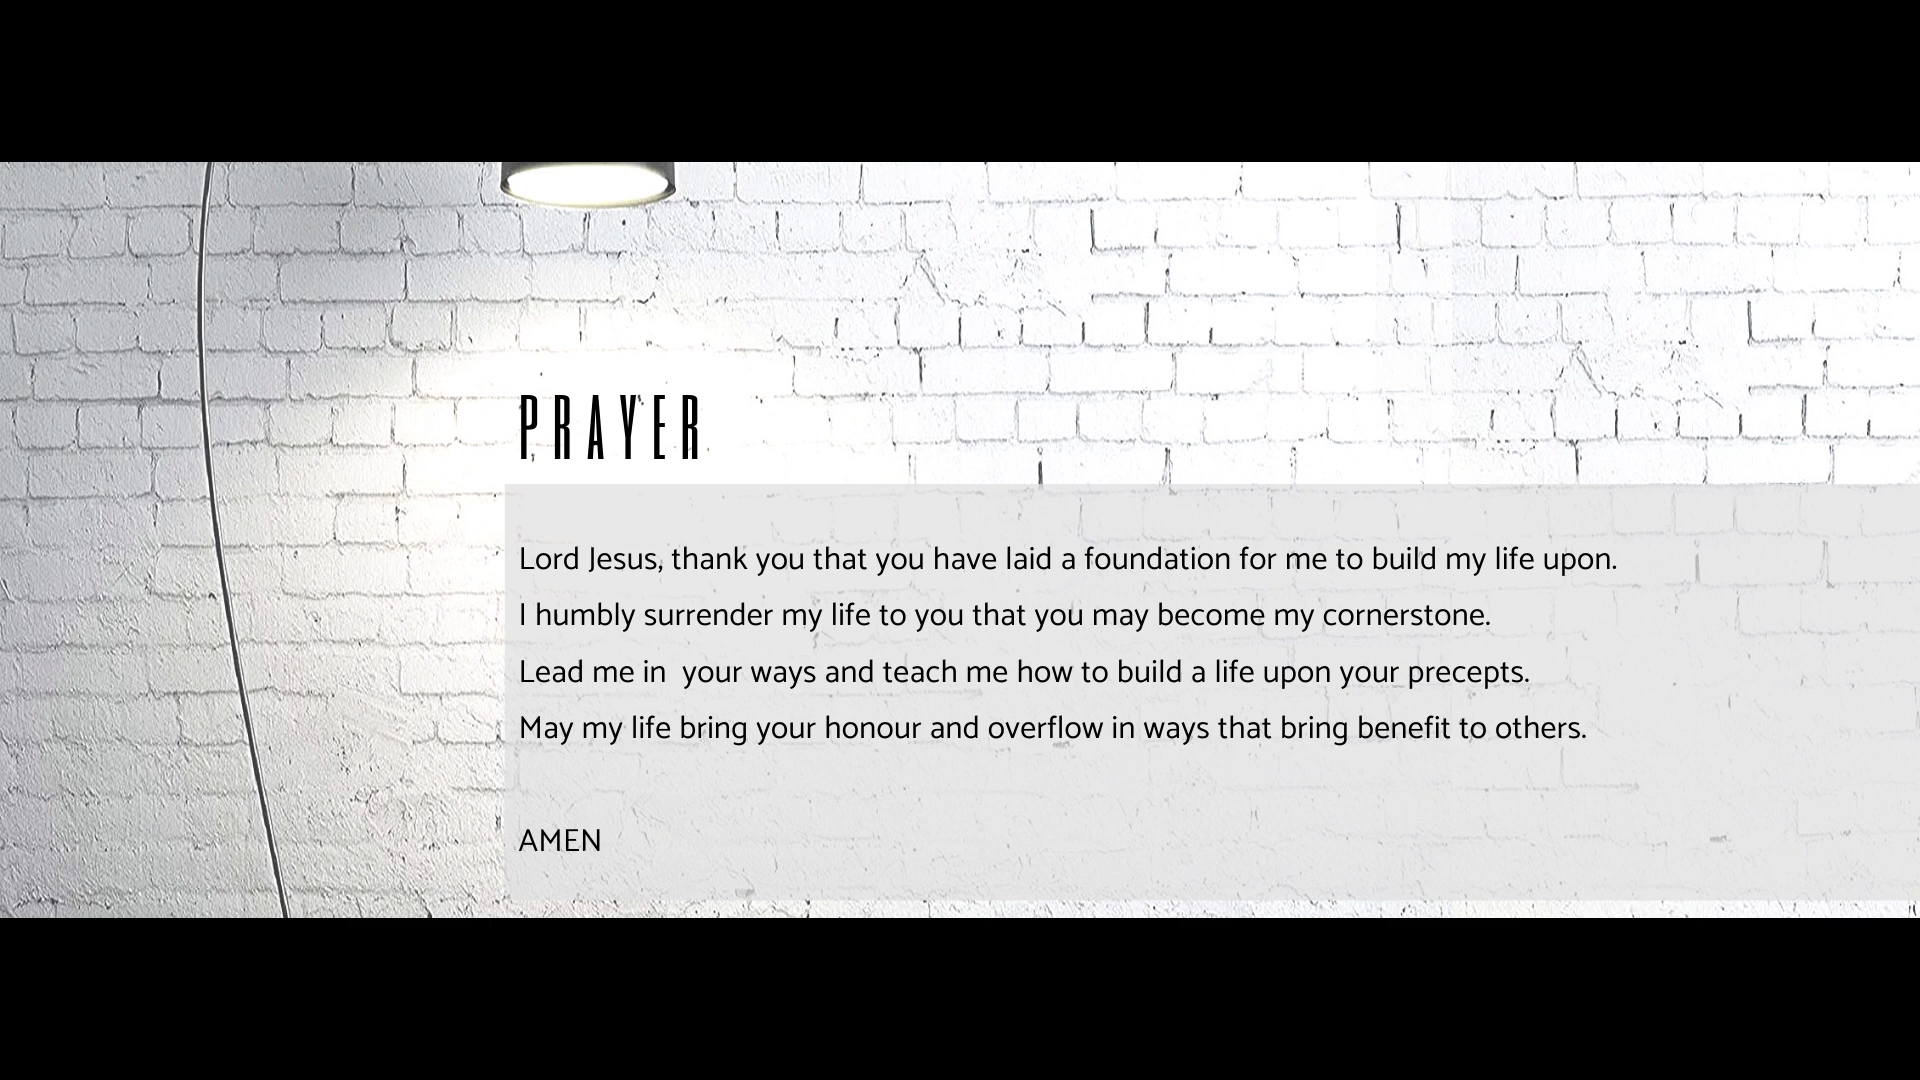 PRAYER
Lord Jesus, thank you that you have laid a foundation for me to build my life upon.
I humbly surrender my life to you that you may become my cornerstone.
Lead me in  your ways and teach me how to build a life upon your precepts.
May my life bring your honour and overflow in ways that bring benefit to others.
AMEN